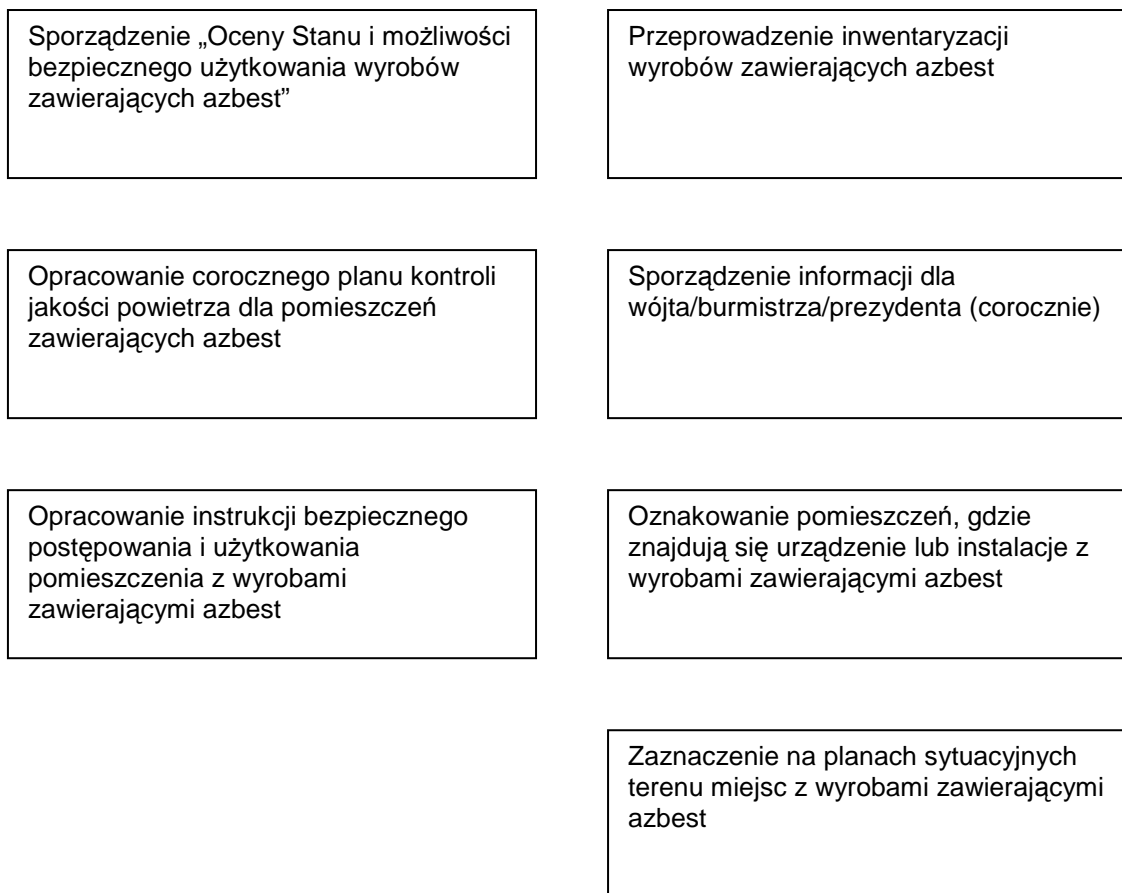 Sporządzenie „Oceny Stanu i możliwości
bezpiecznego użytkowania wyrobów
zawierających azbest”
Przeprowadzenie inwentaryzacji
wyrobów zawierających azbest
Opracowanie corocznego planu kontroli
jakości powietrza dla pomieszczeń
zawierających azbest
Sporządzenie informacji dla
wójta/burmistrza/prezydenta (corocznie)
Opracowanie instrukcji bezpiecznego
postępowania i użytkowania
pomieszczenia z wyrobami
zawierającymi azbest
Oznakowanie pomieszczeń, gdzie
znajdują się urządzenie lub instalacje z
wyrobami zawierającymi azbest
Zaznaczenie na planach sytuacyjnych
terenu miejsc z wyrobami zawierającymi
azbest